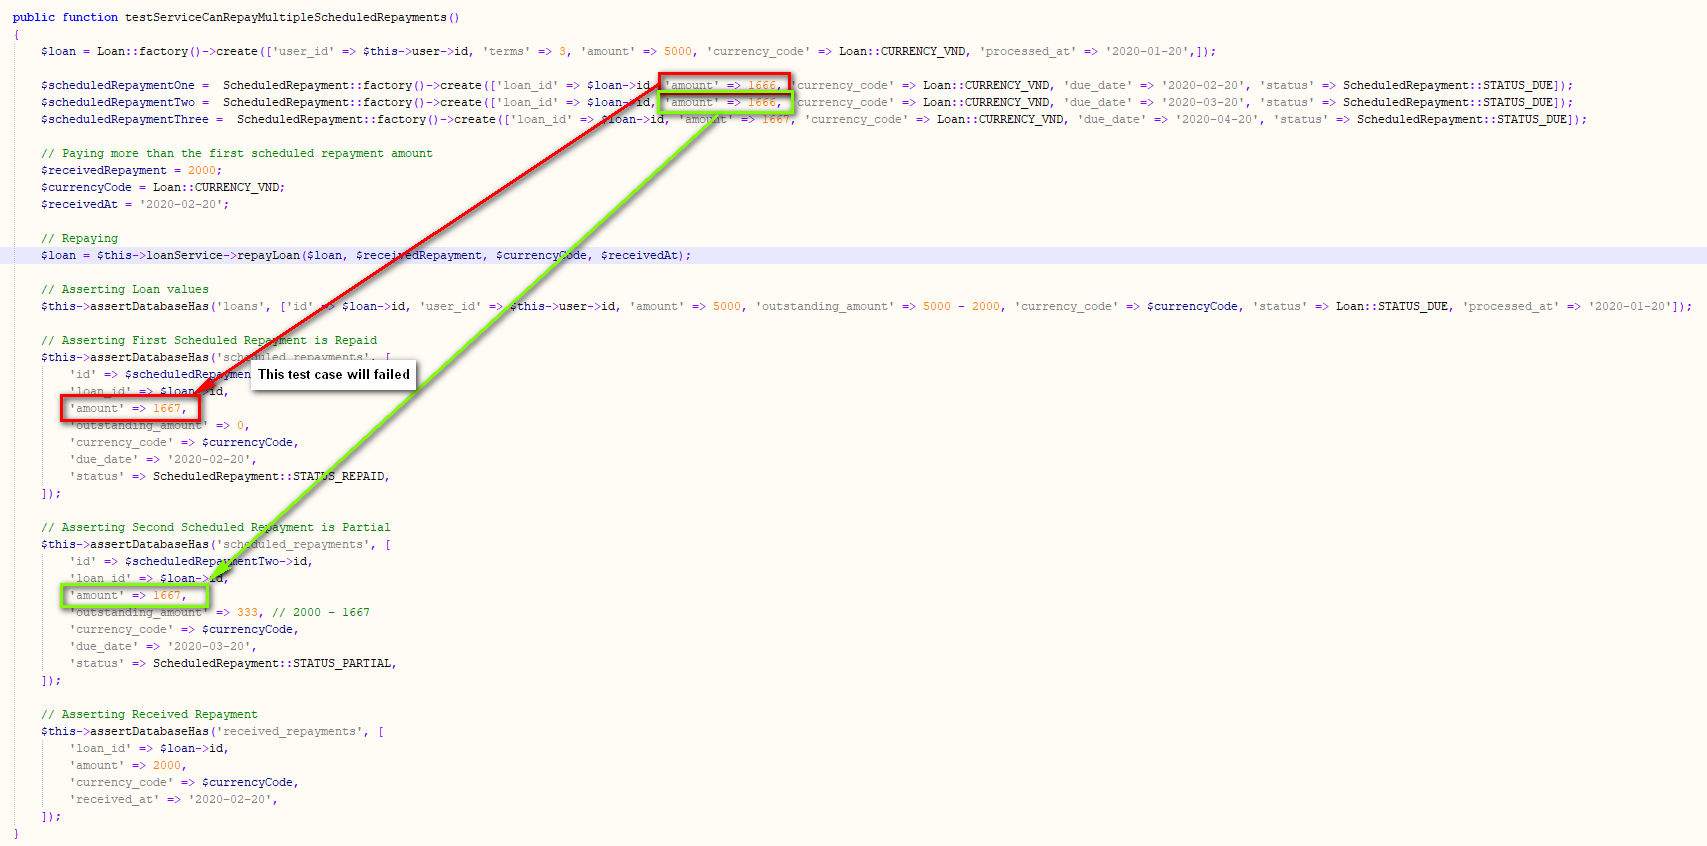 public function testServiceCanRepayMultipleScheduledRepayments()
{
$loan = Loan::factory()->create(['user_id' => $this->user->id, 'terms' => 3, 'amount' => 5000, 'currency_code' => Loan::CURRENCY_VND, 'processed_at' => '2020-01-20',]);
$scheduledRepaymentOne =  ScheduledRepayment::factory()->create(['loan_id' => $loan->id, 'amount' => 1666, 'currency_code' => Loan::CURRENCY_VND, 'due_date' => '2020-02-20', 'status' => ScheduledRepayment::STATUS_DUE]);
$scheduledRepaymentTwo =  ScheduledRepayment::factory()->create(['loan_id' => $loan->id, 'amount' => 1666, 'currency_code' => Loan::CURRENCY_VND, 'due_date' => '2020-03-20', 'status' => ScheduledRepayment::STATUS_DUE]);
$scheduledRepaymentThree =  ScheduledRepayment::factory()->create(['loan_id' => $loan->id, 'amount' => 1667, 'currency_code' => Loan::CURRENCY_VND, 'due_date' => '2020-04-20', 'status' => ScheduledRepayment::STATUS_DUE]);
// Paying more than the first scheduled repayment amount
$receivedRepayment = 2000;
$currencyCode = Loan::CURRENCY_VND;
$receivedAt = '2020-02-20';
// Repaying
$loan = $this->loanService->repayLoan($loan, $receivedRepayment, $currencyCode, $receivedAt);
// Asserting Loan values
$this->assertDatabaseHas('loans', ['id' => $loan->id, 'user_id' => $this->user->id, 'amount' => 5000, 'outstanding_amount' => 5000 - 2000, 'currency_code' => $currencyCode, 'status' => Loan::STATUS_DUE, 'processed_at' => '2020-01-20']);
// Asserting First Scheduled Repayment is Repaid
$this->assertDatabaseHas('scheduled_repayments', [
'id' => $scheduledRepaymen
This test case will failed
'loan_id' => $loan->id,
'amount' => 1667,
'outstanding_amount' => 0,
'currency_code' => $currencyCode,
'due_date' => '2020-02-20',
'status' => ScheduledRepayment::STATUS_REPAID,
]);
// Asserting Second Scheduled Repayment is Partial
$this->assertDatabaseHas('scheduled_repayments', [
'id' => $scheduledRepaymentTwo->id,
'loan_id' => $loan->id,
'amount' => 1667,
'outstanding_amount' => 333, // 2000 - 1667
'currency_code' => $currencyCode,
'due_date' => '2020-03-20',
'status' => ScheduledRepayment::STATUS_PARTIAL,
]);
// Asserting Received Repayment
$this->assertDatabaseHas('received_repayments', [
'loan_id' => $loan->id,
'amount' => 2000,
'currency_code' => $currencyCode,
'received_at' => '2020-02-20',
]);
}